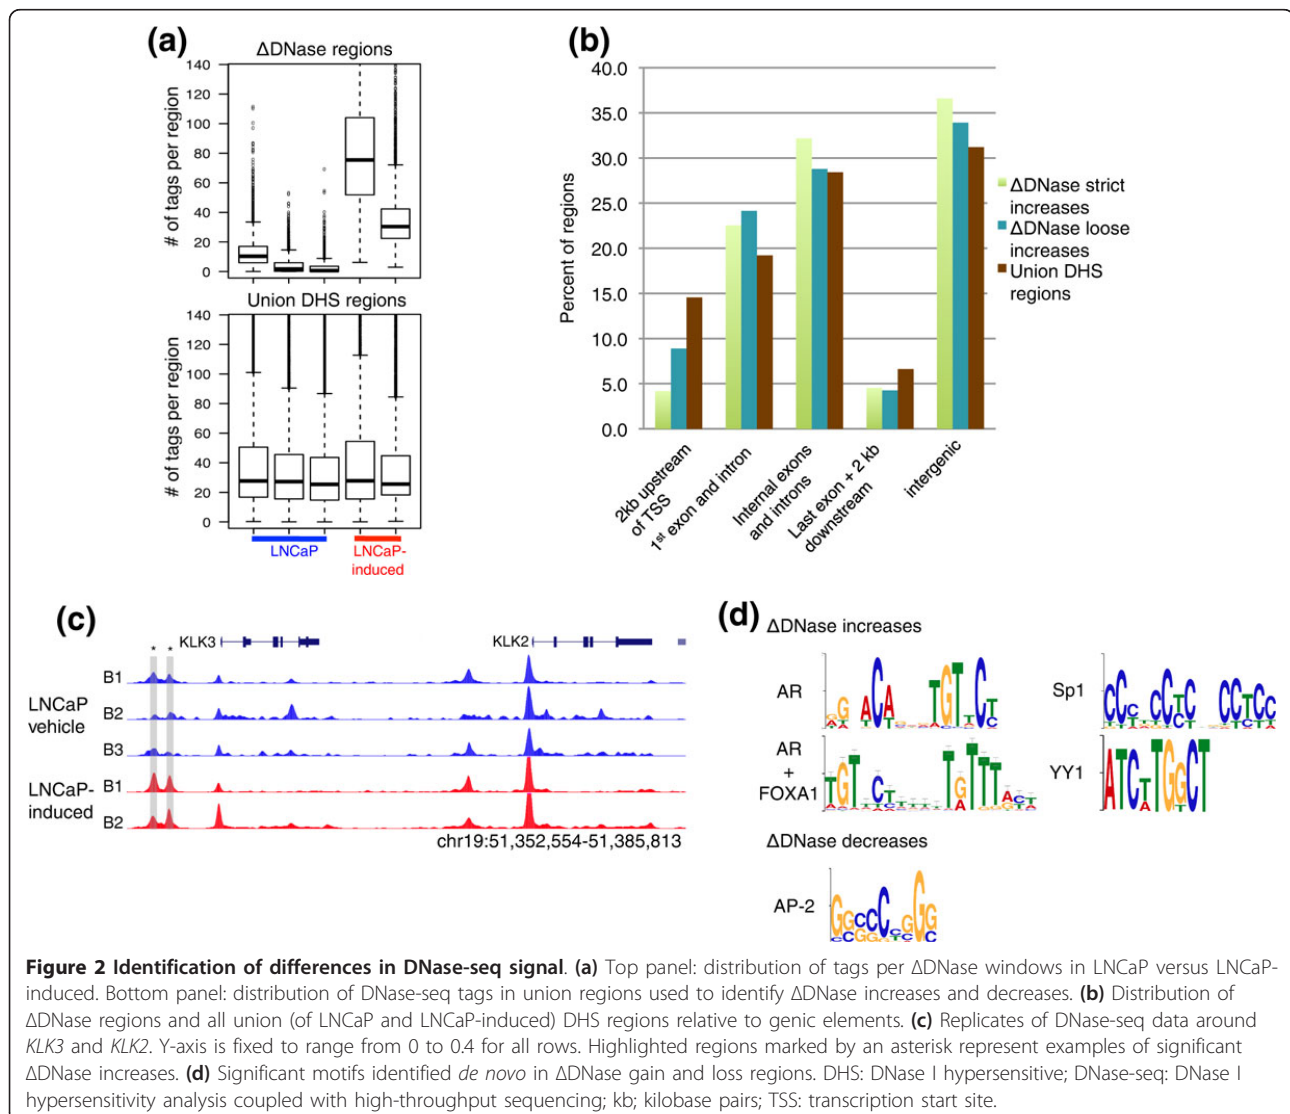 (a)
ΔDNase regions
# of tags per region
140
120
100
80
60
40
20
0
Union DHS regions
# of tags per region
140
120
100
80
60
40
20
0
LNCaP
LNCaP-
induced
(b)
Percent of regions
40.0
35.0
30.0
25.0
20.0
15.0
10.0
5.0
0.0
2kb upstream
of TSS
1st exon and intron
Internal exons
and introns
Last exon + 2 kb
downstream
intergenic
ΔDNase strict
increases
ΔDNase loose
increases
Union DHS
regions
(c)
KLK3
KLK2
* *
LNCaP
vehicle
B1
B2
B3
LNCaP-
induced
B1
B2
chr19:51,352,554-51,385,813
(d)
ΔDNase increases
AR
Sp1
AR
+
FOXA1
YY1
ΔDNase decreases
AP-2
Figure 2 Identification of differences in DNase-seq signal. (a) Top panel: distribution of tags per ΔDNase windows in LNCaP versus LNCaP-
induced. Bottom panel: distribution of DNase-seq tags in union regions used to identify ΔDNase increases and decreases. (b) Distribution of
ΔDNase regions and all union (of LNCaP and LNCaP-induced) DHS regions relative to genic elements. (c) Replicates of DNase-seq data around
KLK3 and KLK2. Y-axis is fixed to range from 0 to 0.4 for all rows. Highlighted regions marked by an asterisk represent examples of significant
ΔDNase increases. (d) Significant motifs identified de novo in ΔDNase gain and loss regions. DHS: DNase I hypersensitive; DNase-seq: DNase I
hypersensitivity analysis coupled with high-throughput sequencing; kb; kilobase pairs; TSS: transcription start site.